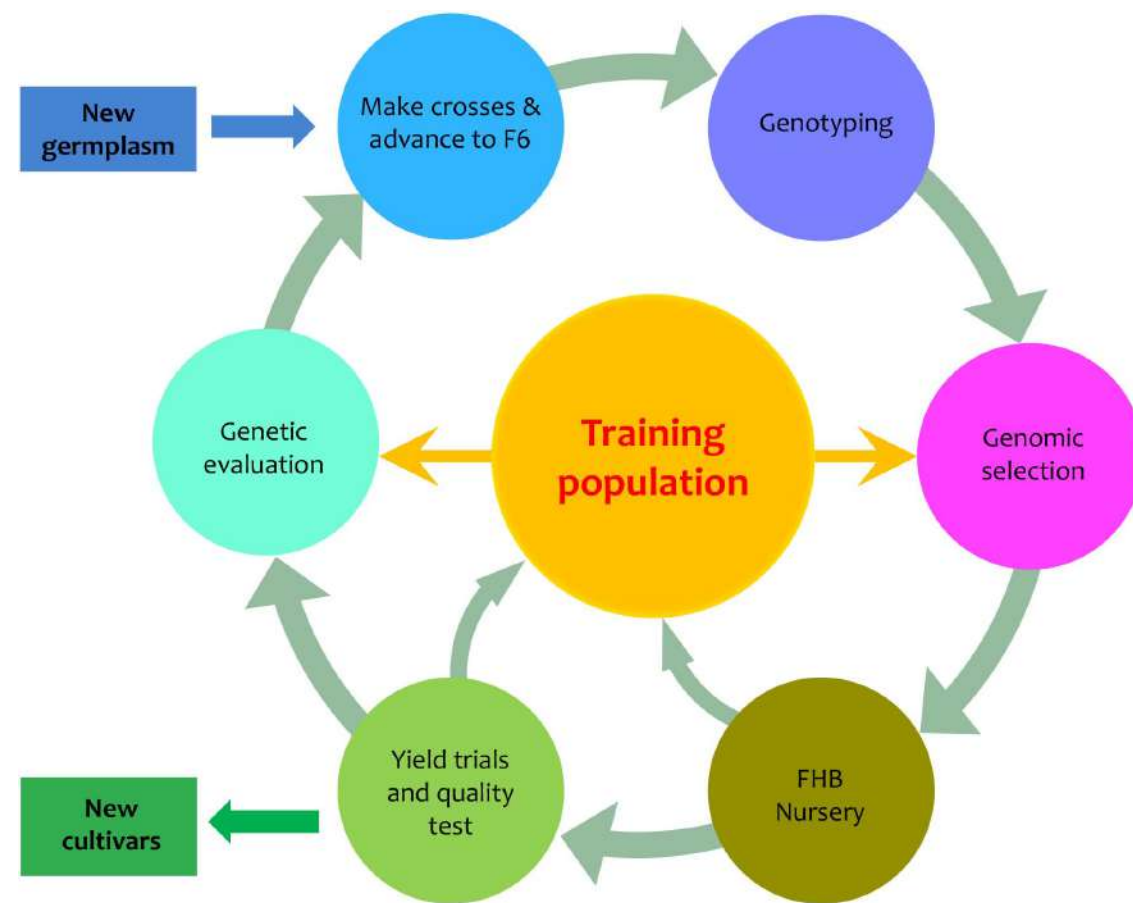 New
germplasm
Make crosses &
advance to F6
Genotyping
Genetic
evaluation
Training
population
Genomic
selection
New
cultivars
Yield trials
and quality
test
FHB
Nursery